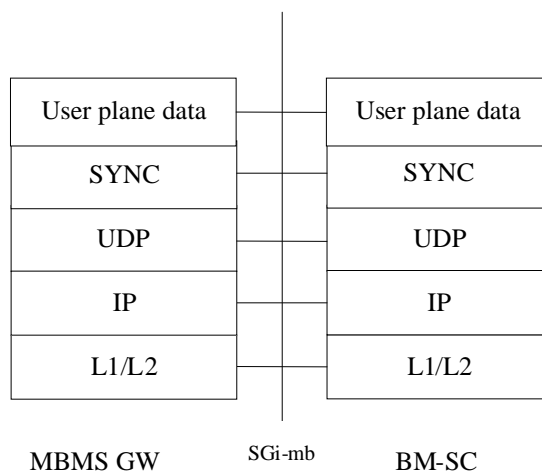 User plane data
User plane data
SYNC
SYNC
UDP
UDP
IP
IP
L1/L2
L1/L2
MBMS GW
SGi-mb
BM-SC